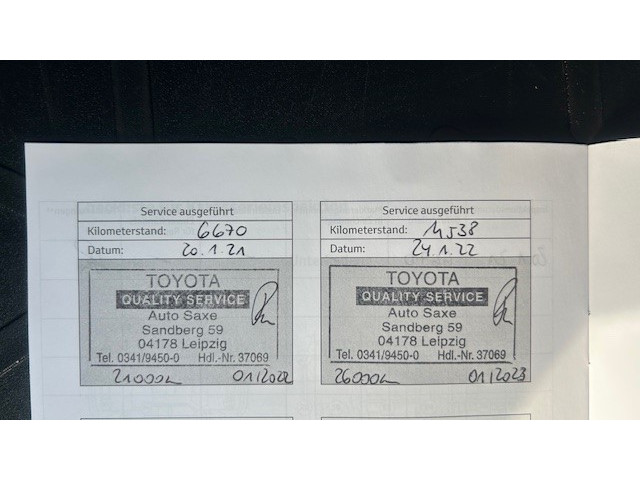 Service ausgeführt
Kilometerstand: 6670
Datum: 20.1.21
TOYOTA
QUALITY SERVICE
Auto Saxe
Sandberg 59
04178 Leipzig
Tel. 0341/9450-0 Hdl.-Nr. 37069
21000km 01/2022
Service ausgeführt
Kilometerstand: 11538
Datum: 24.1.22
TOYOTA
QUALITY SERVICE
Auto Saxe
Sandberg 59
04178 Leipzig
Tel. 0341/9450-0 Hdl.-Nr. 37069
26000km 01/2023